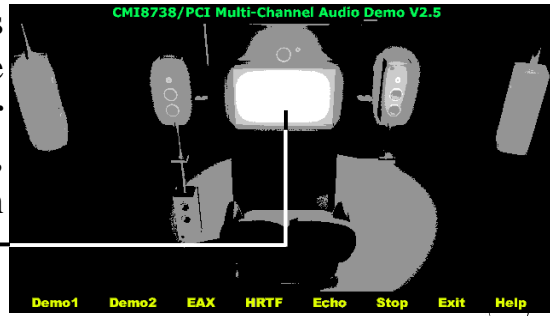 CMI8738/PCI Multi-Channel Audio Demo V2.5
Demo1 Demo2 EAX HRTF Echo Stop Exit Help